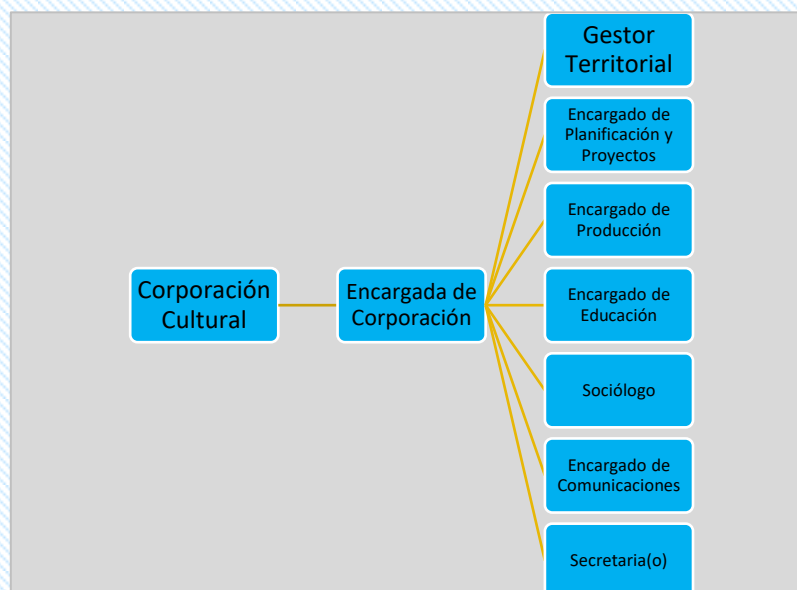 Corporación
Cultural
Encargada de
Corporación
Gestor
Territorial
Encargado de
Planificación y
Proyectos
Encargado de
Producción
Encargado de
Educación
Sociólogo
Encargado de
Comunicaciones
Secretaria(o)